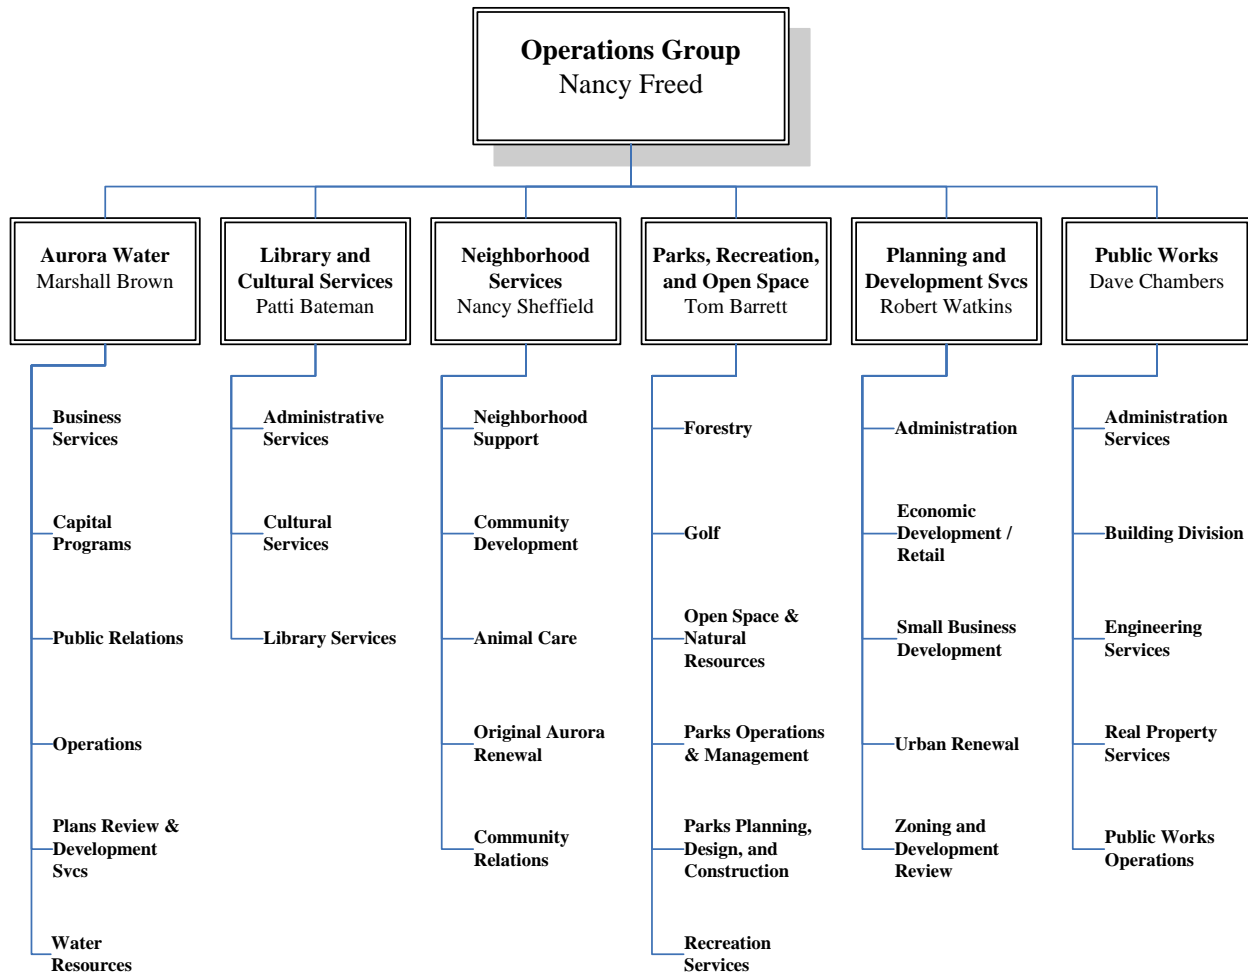 Operations Group
Nancy Freed
Aurora Water
Marshall Brown
Library and
Cultural Services
Patti Bateman
Neighborhood
Services
Nancy Sheffield
Parks, Recreation,
and Open Space
Tom Barrett
Planning and
Development Svcs
Robert Watkins
Public Works
Dave Chambers
Business
Services
Capital
Programs
Public Relations
Operations
Plans Review &
Development
Svcs
Water
Resources
Administrative
Services
Cultural
Services
Library Services
Neighborhood
Support
Community
Development
Animal Care
Original Aurora
Renewal
Community
Relations
Forestry
Golf
Open Space &
Natural
Resources
Parks Operations
& Management
Parks Planning,
Design, and
Construction
Recreation
Services
Administration
Economic
Development /
Retail
Small Business
Development
Urban Renewal
Zoning and
Development
Review
Administration
Services
Building Division
Engineering
Services
Real Property
Services
Public Works
Operations